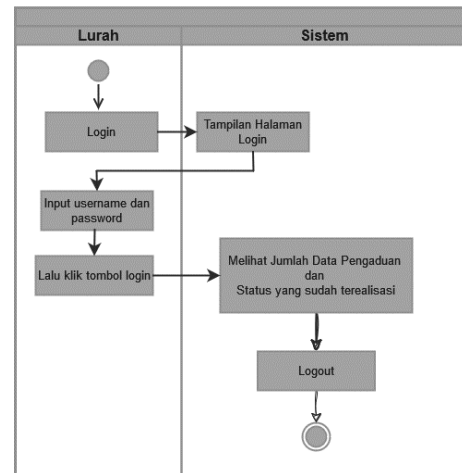 Lurah
Sistem
Login
Tampilan Halaman
Login
Input username dan
password
Lalu klik tombol login
Melihat Jumlah Data Pengaduan
dan
Status yang sudah terealisasi
Logout